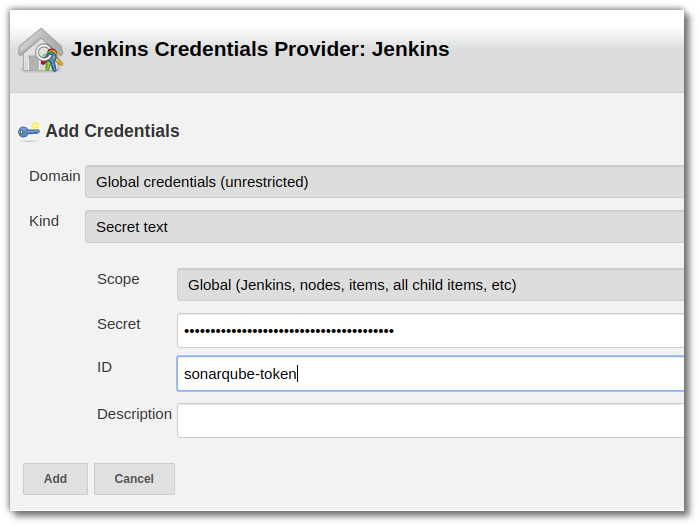 Jenkins Credentials Provider: Jenkins
Add Credentials
Domain Global credentials (unrestricted)
Kind Secret text
Scope Global (Jenkins, nodes, items, all child items, etc)
Secret ••••••••••••••••••••••••••••••••••••••••
ID sonarqube-token
Description
Add Cancel